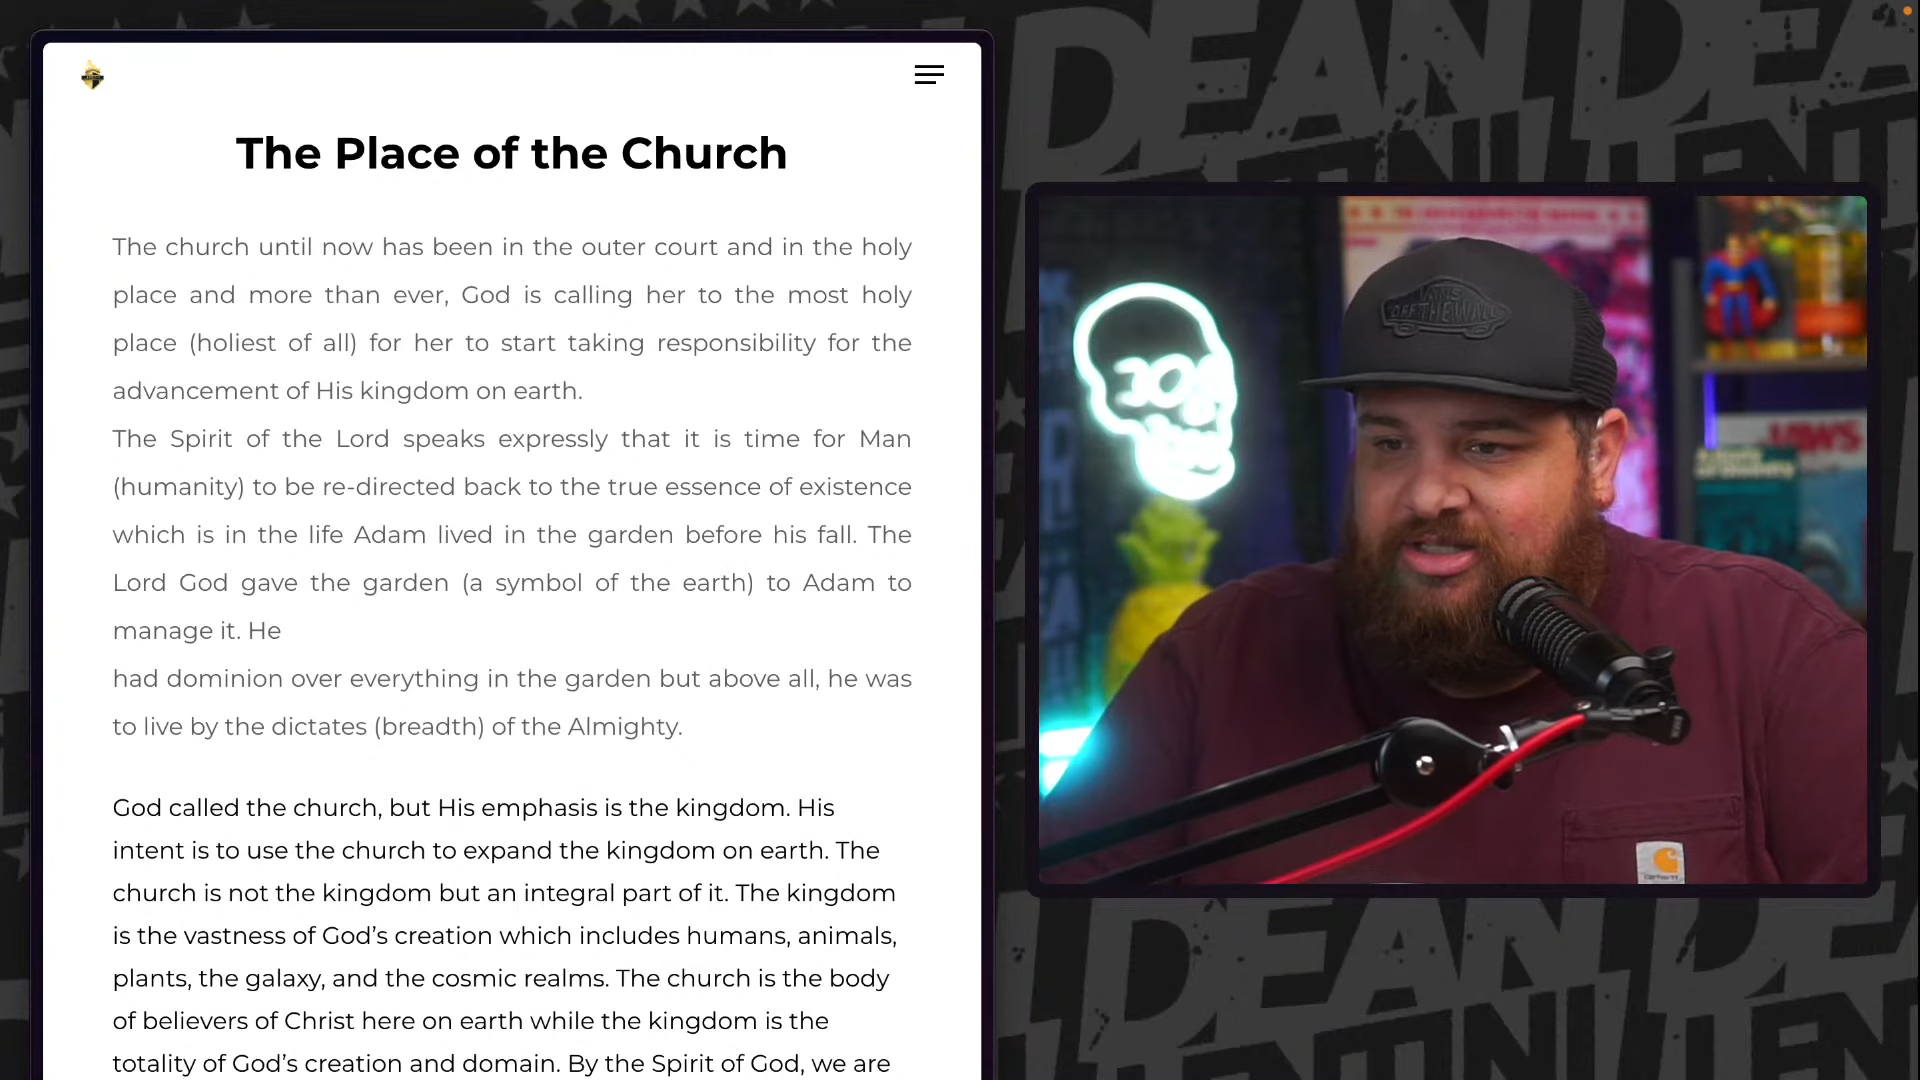 The Place of the Church
The church until now has been in the outer court and in the holy
place and more than ever, God is calling her to the most holy
place (holiest of all) for her to start taking responsibility for the
advancement of His kingdom on earth.
The Spirit of the Lord speaks expressly that it is time for Man
(humanity) to be re-directed back to the true essence of existence
which is in the life Adam lived in the garden before his fall. The
Lord God gave the garden (a symbol of the earth) to Adam to
manage it. He
had dominion over everything in the garden but above all, he was
to live by the dictates (breadth) of the Almighty.
God called the church, but His emphasis is the kingdom. His
intent is to use the church to expand the kingdom on earth. The
church is not the kingdom but an integral part of it. The kingdom
is the vastness of God’s creation which includes humans, animals,
plants, the galaxy, and the cosmic realms. The church is the body
of believers of Christ here on earth while the kingdom is the
totality of God’s creation and domain. By the Spirit of God, we are
DEAN DEA
VANS
"OFF THE WALL"
JAWS
carhartt
DEAN DEA